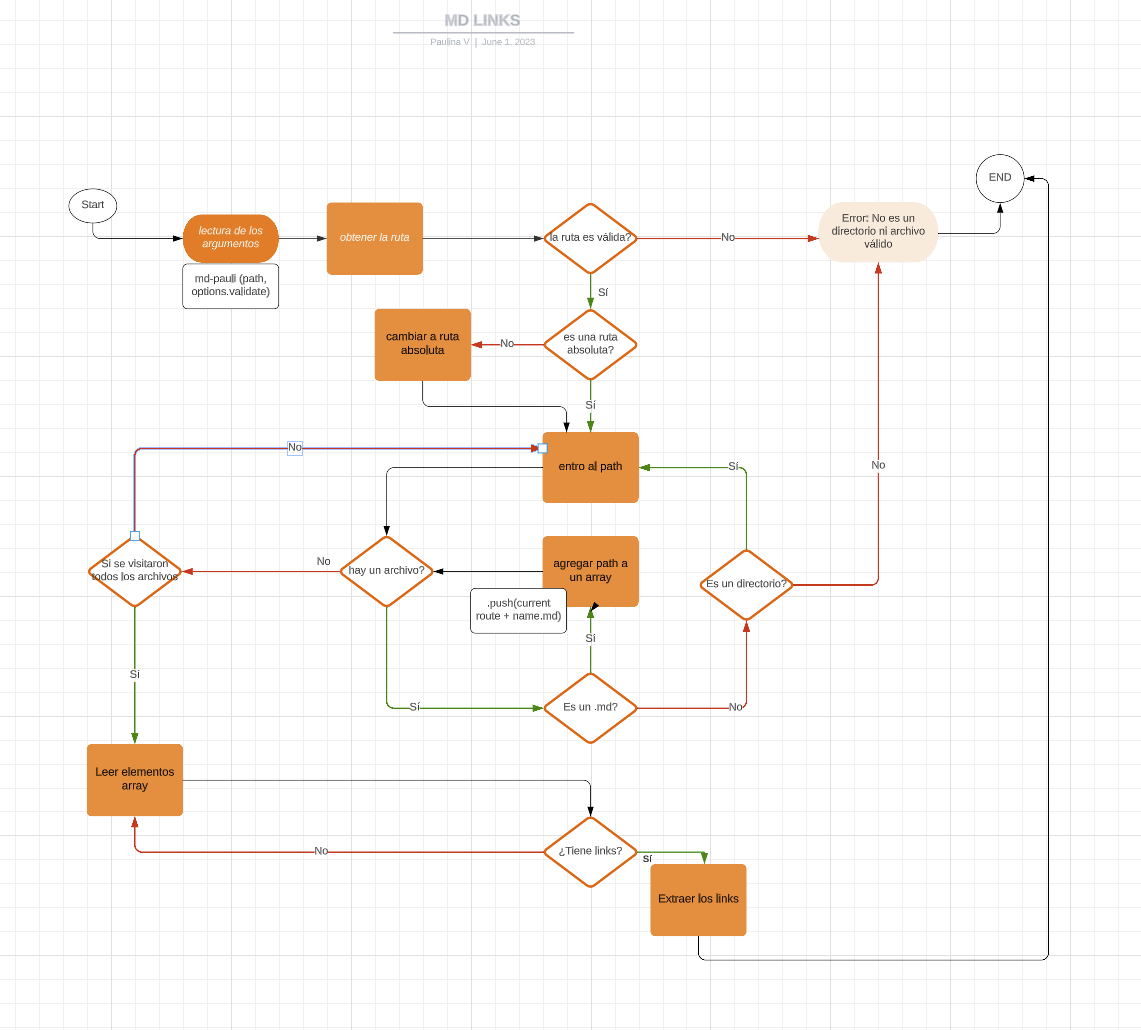 MD LINKS
Paulina V | June 1, 2023
Start
lectura de los
argumentos
md-pauli (path,
options.validate)
obtener la ruta
la ruta es válida?
No
Error: No es un
directorio ni archivo
válido
END
Sí
cambiar a ruta
absoluta
No
es una ruta
absoluta?
Sí
No
entro al path
Sí
No
Si se visitaron
todos los archivos
No
hay un archivo?
agregar path a
un array
.push(current
route + name.md)
Es un directorio?
Sí
Sí
Sí
Es un .md?
No
Leer elementos
array
No
¿Tiene links?
Sí
Extraer los links